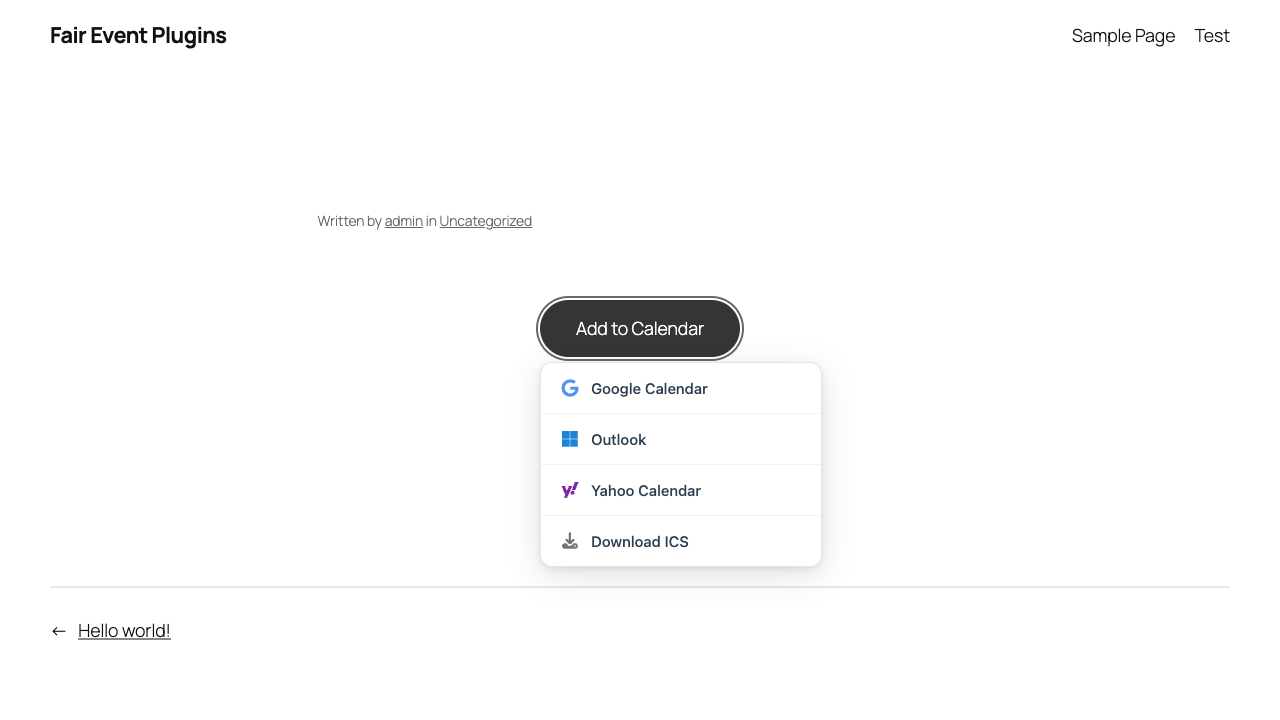 Fair Event Plugins
Sample Page Test
Written by admin in Uncategorized
Add to Calendar
Google Calendar
Outlook
Yahoo Calendar
Download ICS
← Hello world!